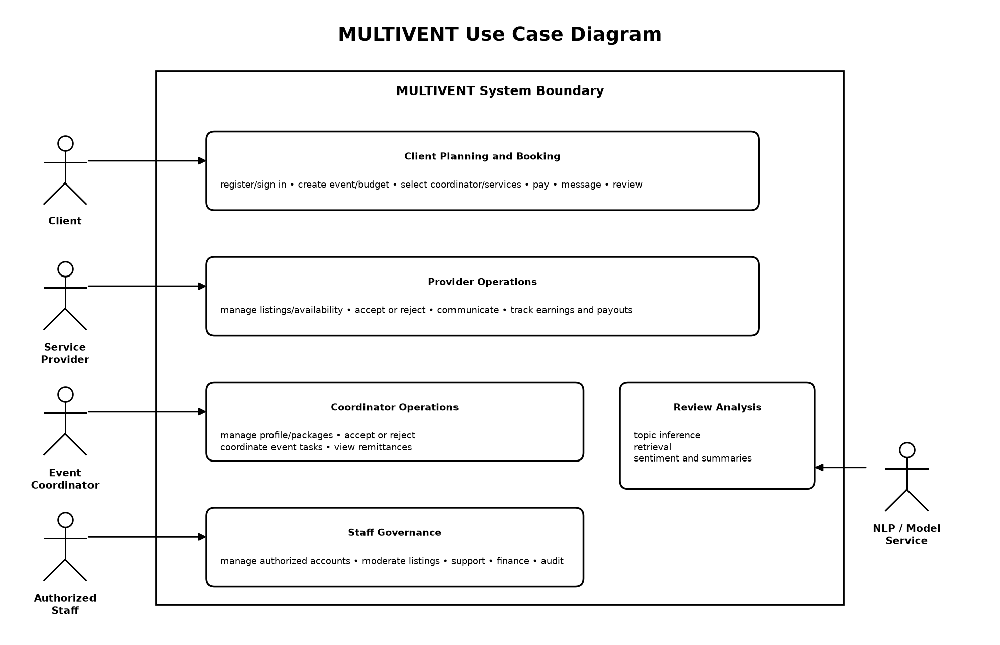 MULTIVENT Use Case Diagram
MULTIVENT System Boundary
Client
Client Planning and Booking
register/sign in • create event/budget • select coordinator/services • pay • message • review
Service
Provider
Provider Operations
manage listings/availability • accept or reject • communicate • track earnings and payouts
Event
Coordinator
Coordinator Operations
manage profile/packages • accept or reject
coordinate event tasks • view remittances
Review Analysis
topic inference
retrieval
sentiment and summaries
NLP / Model
Service
Authorized
Staff
Staff Governance
manage authorized accounts • moderate listings • support • finance • audit